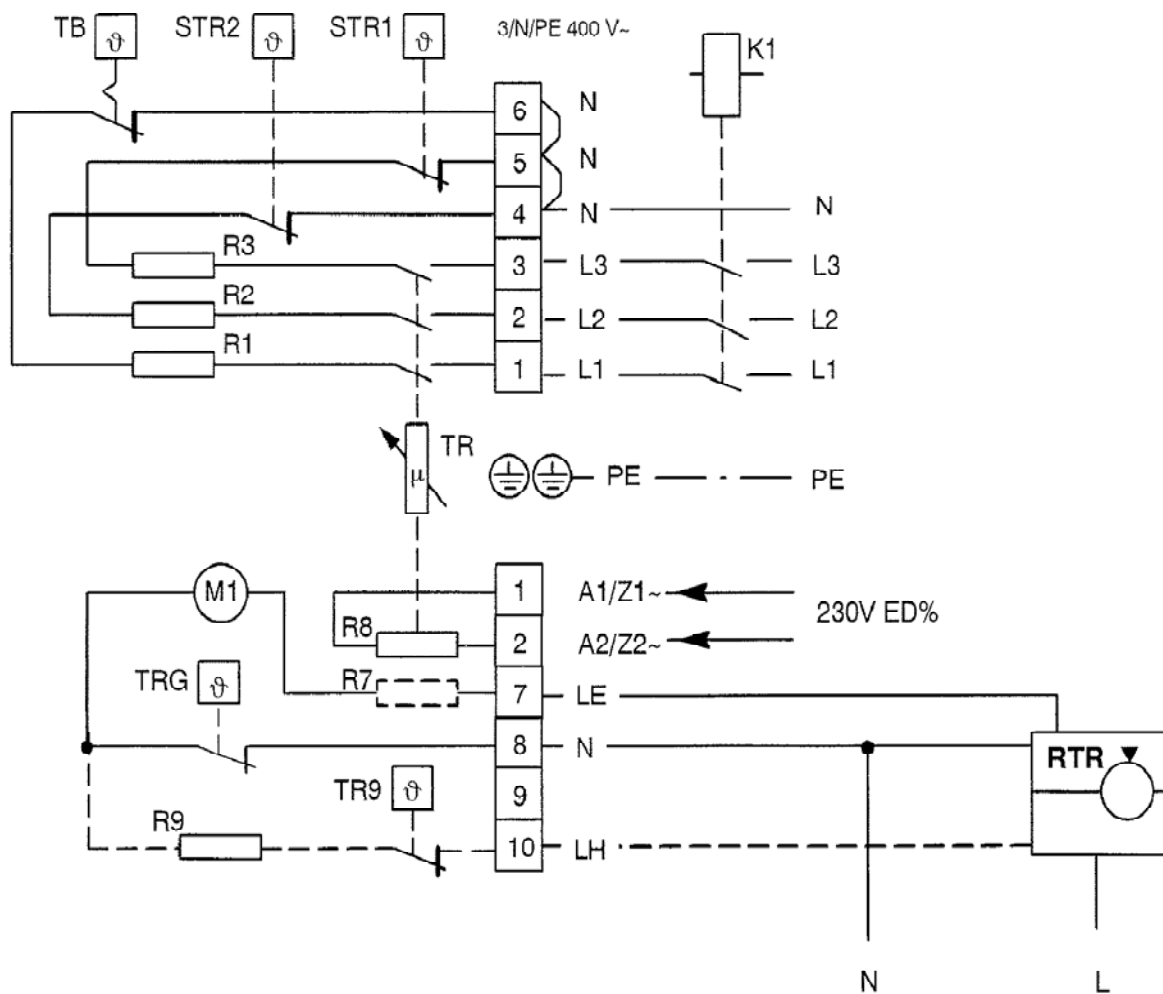 TB ϑ STR2 ϑ STR1 ϑ 3/N/PE 400 V~ K1
6 N
5 N
4 N N
R3 3 L3 L3
R2 2 L2 L2
R1 1 L1 L1
TR µ PE PE
M1 1 A1/Z1~
230V ED%
R8 2 A2/Z2~
TRG ϑ R7 7 LE
8 N RTR
TR9 ϑ 9
R9 10 LH
N L